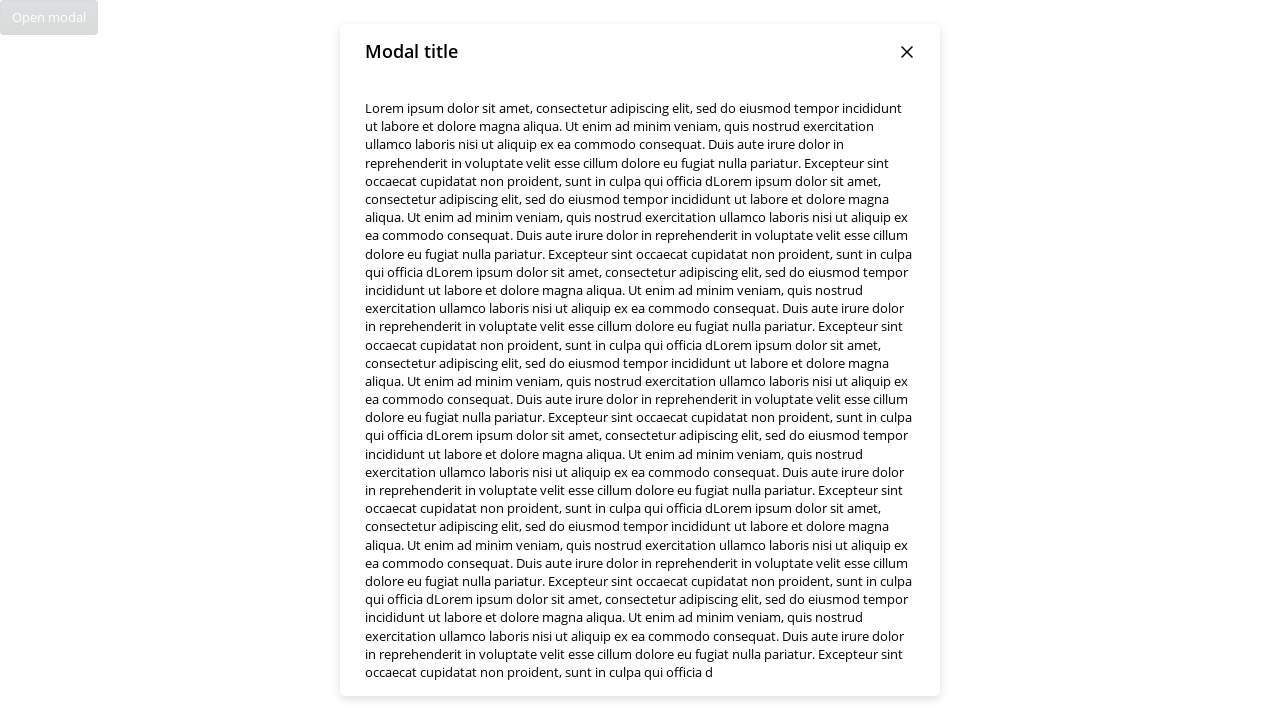 Open modal
Modal title
Lorem ipsum dolor sit amet, consectetur adipiscing elit, sed do eiusmod tempor incididunt
ut labore et dolore magna aliqua. Ut enim ad minim veniam, quis nostrud exercitation
ullamco laboris nisi ut aliquip ex ea commodo consequat. Duis aute irure dolor in
reprehenderit in voluptate velit esse cillum dolore eu fugiat nulla pariatur. Excepteur sint
occaecat cupidatat non proident, sunt in culpa qui officia dLorem ipsum dolor sit amet,
consectetur adipiscing elit, sed do eiusmod tempor incididunt ut labore et dolore magna
aliqua. Ut enim ad minim veniam, quis nostrud exercitation ullamco laboris nisi ut aliquip ex
ea commodo consequat. Duis aute irure dolor in reprehenderit in voluptate velit esse cillum
dolore eu fugiat nulla pariatur. Excepteur sint occaecat cupidatat non proident, sunt in culpa
qui officia dLorem ipsum dolor sit amet, consectetur adipiscing elit, sed do eiusmod tempor
incididunt ut labore et dolore magna aliqua. Ut enim ad minim veniam, quis nostrud
exercitation ullamco laboris nisi ut aliquip ex ea commodo consequat. Duis aute irure dolor
in reprehenderit in voluptate velit esse cillum dolore eu fugiat nulla pariatur. Excepteur sint
occaecat cupidatat non proident, sunt in culpa qui officia dLorem ipsum dolor sit amet,
consectetur adipiscing elit, sed do eiusmod tempor incididunt ut labore et dolore magna
aliqua. Ut enim ad minim veniam, quis nostrud exercitation ullamco laboris nisi ut aliquip ex
ea commodo consequat. Duis aute irure dolor in reprehenderit in voluptate velit esse cillum
dolore eu fugiat nulla pariatur. Excepteur sint occaecat cupidatat non proident, sunt in culpa
qui officia dLorem ipsum dolor sit amet, consectetur adipiscing elit, sed do eiusmod tempor
incididunt ut labore et dolore magna aliqua. Ut enim ad minim veniam, quis nostrud
exercitation ullamco laboris nisi ut aliquip ex ea commodo consequat. Duis aute irure dolor
in reprehenderit in voluptate velit esse cillum dolore eu fugiat nulla pariatur. Excepteur sint
occaecat cupidatat non proident, sunt in culpa qui officia dLorem ipsum dolor sit amet,
consectetur adipiscing elit, sed do eiusmod tempor incididunt ut labore et dolore magna
aliqua. Ut enim ad minim veniam, quis nostrud exercitation ullamco laboris nisi ut aliquip ex
ea commodo consequat. Duis aute irure dolor in reprehenderit in voluptate velit esse cillum
dolore eu fugiat nulla pariatur. Excepteur sint occaecat cupidatat non proident, sunt in culpa
qui officia dLorem ipsum dolor sit amet, consectetur adipiscing elit, sed do eiusmod tempor
incididunt ut labore et dolore magna aliqua. Ut enim ad minim veniam, quis nostrud
exercitation ullamco laboris nisi ut aliquip ex ea commodo consequat. Duis aute irure dolor
in reprehenderit in voluptate velit esse cillum dolore eu fugiat nulla pariatur. Excepteur sint
occaecat cupidatat non proident, sunt in culpa qui officia d